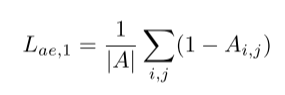 L_{ae,1} = \frac{1}{|A|} \sum_{i,j} (1 - A_{i,j})